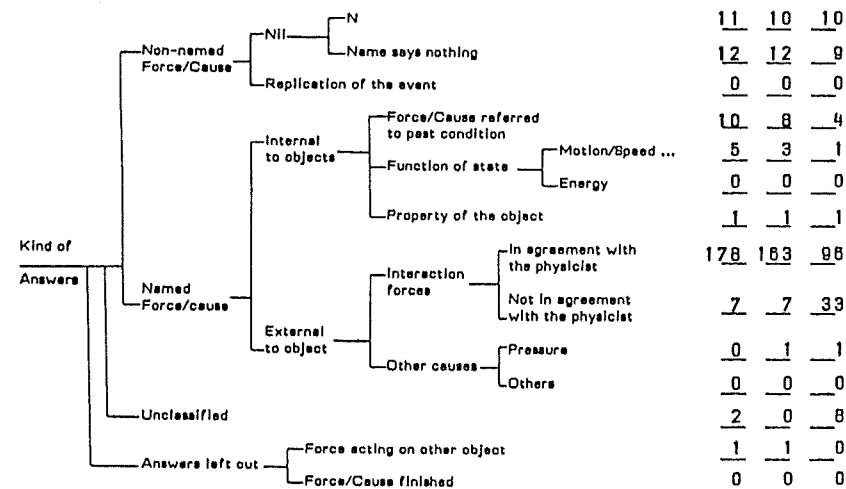 N 11 10 10
Nil
Name says nothing 12 12 9
Non-named
Force/Cause
Replication of the event 0 0 0
Force/Cause referred
to past condition 10 8 4
Internal
to objects
Motion/Speed ... 5 3 1
Function of state
Energy 0 0 0
Property of the object 1 1 1
Kind of
Answers
In agreement with
the physicist 178 163 96
Interaction
forces
Named
Force/cause
Not in agreement
with the physicist 7 7 33
External
to object
Pressure 0 1 1
Other causes
Others 0 0 0
Unclassified 2 0 8
Force acting on other object 1 1 0
Answers left out
Force/Cause finished 0 0 0